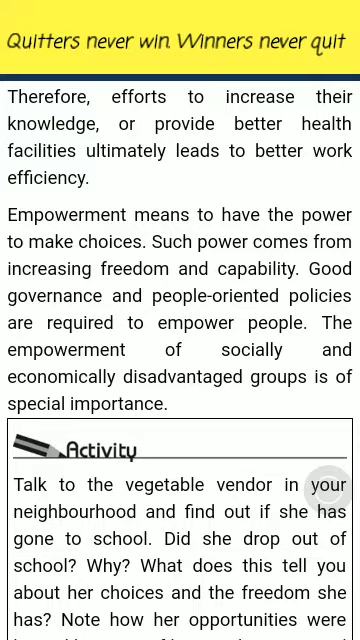 Quitters never win. Winners never quit
Therefore, efforts to increase their
knowledge, or provide better health
facilities ultimately leads to better work
efficiency.
Empowerment means to have the power
to make choices. Such power comes from
increasing freedom and capability. Good
governance and people-oriented policies
are required to empower people. The
empowerment of socially and
economically disadvantaged groups is of
special importance.
Activity
Talk to the vegetable vendor in your
neighbourhood and find out if she has
gone to school. Did she drop out of
school? Why? What does this tell you
about her choices and the freedom she
has? Note how her opportunities were